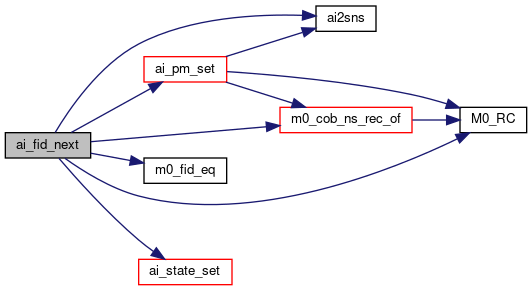 ai2sns
ai_pm_set
m0_cob_ns_rec_of
M0_RC
ai_fid_next
m0_fid_eq
ai_state_set